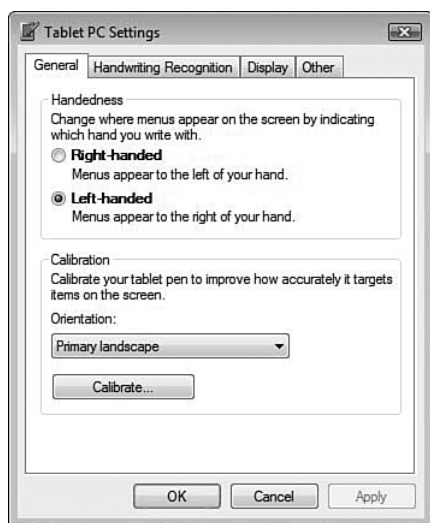 Tablet PC Settings
General Handwriting Recognition Display Other
Handedness
Change where menus appear on the screen by indicating
which hand you write with.
Right-handed
Menus appear to the left of your hand.
Left-handed
Menus appear to the right of your hand.
Calibration
Calibrate your tablet pen to improve how accurately it targets
items on the screen.
Orientation:
Primary landscape
Calibrate...
OK Cancel Apply